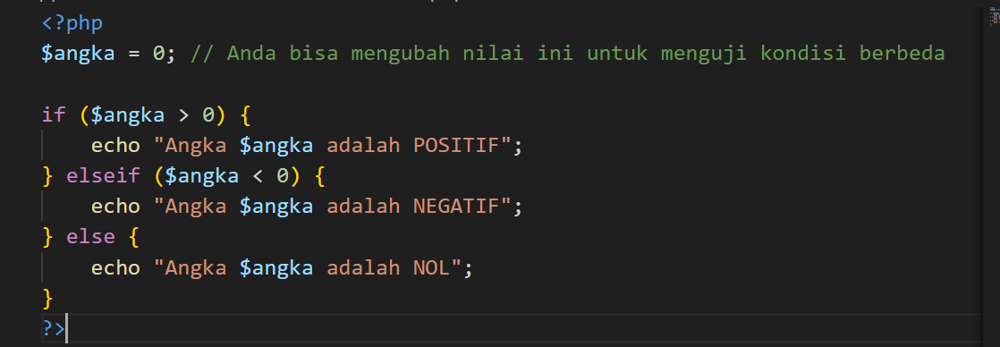 <?php
$angka = 0; // Anda bisa mengubah nilai ini untuk menguji kondisi berbeda
if ($angka > 0) {
    echo "Angka $angka adalah POSITIF";
} elseif ($angka < 0) {
    echo "Angka $angka adalah NEGATIF";
} else {
    echo "Angka $angka adalah NOL";
}
?>